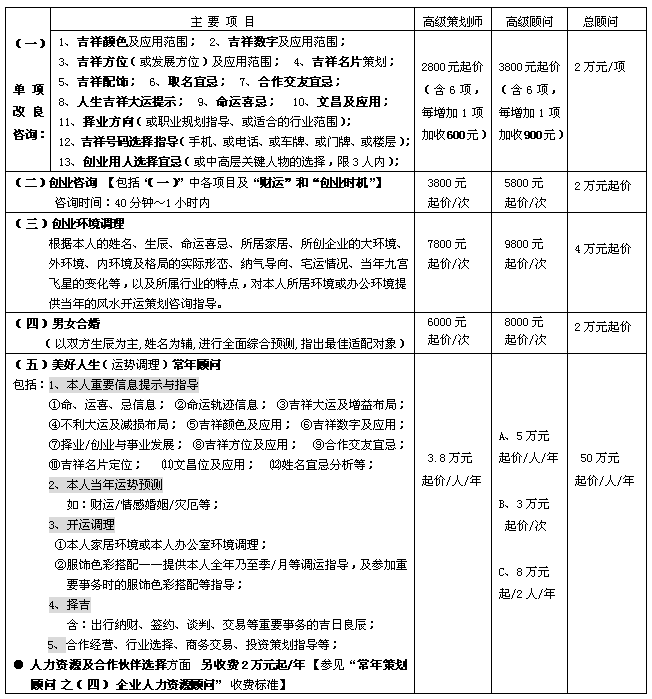 主 要 项 目 高级策划师 高级顾问 总顾问
（一）
单 项
改 良
咨询：
1、吉祥颜色及应用范围； 2、吉祥数字及应用范围；
3、吉祥方位（或发展方位）及应用范围； 4、吉祥名片策划；
5、吉祥配饰； 6、取名宜忌； 7、合作交友宜忌；
8、人生吉祥大运提示； 9、命运喜忌； 10、文昌及应用；
11、择业方向（或职业规划指导、或适合的行业范围）；
12、吉祥号码选择指导（手机、或电话、或车牌、或门牌、或楼层）；
13、创业用人选择宜忌（或中高层关键人物的选择，限3人内）；
2800元起价
（含6项，
每增加1项
加收600元）
3800元起价
（含6项，
每增加1项
加收900元）
2万元/项
（二）创业咨询 【包括“（一）”中各项目及“财运”和“创业时机”】
咨询时间：40分钟～1小时内
3800元
起价/次
5800元
起价/次
2万元起价
（三）创业环境调理
根据本人的姓名、生辰、命运喜忌、所居家居、所创企业的大环境、
外环境、内环境及格局的实际形峦、纳气导向、宅运情况、当年九宫
飞星的变化等，以及所属行业的特点，对本人所居环境或办公环境提
供当年的风水开运策划咨询指导。
7800元
起价/次
9800元
起价/次
4万元起价
（四）男女合婚
（以双方生辰为主,姓名为辅,进行全面综合预测,指出最佳适配对象）
6000元
起价/次
8000元
起价/次
2万元起价
（五）美好人生（运势调理）常年顾问
包括：1、本人重要信息提示与指导
①命、运喜、忌信息； ②命运轨迹信息； ③吉祥大运及增益布局；
④不利大运及减损布局； ⑤吉祥颜色及应用； ⑥吉祥数字及应用；
⑦择业/创业与事业发展； ⑧吉祥方位及应用； ⑨合作交友宜忌；
⑩吉祥名片定位； ⑾文昌位及应用； ⑿姓名宜忌分析等；
2、本人当年运势预测
如：财运/情感婚姻/灾厄等；
3、开运调理
①本人家居环境或本人办公室环境调理；
②服饰色彩搭配——提供本人全年乃至季/月等调运指导，及参加重
要事务时的服饰色彩搭配等指导；
4、择吉
含：出行纳财、签约、谈判、交易等重要事务的吉日良辰；
5、合作经营、行业选择、商务交易、投资策划指导等；
● 人力资源及合作伙伴选择方面 另收费2万元起/年【参见“常年策划
顾问 之（四）企业人力资源顾问” 收费标准】
3.8万元
起价/人/年
A、5万元
起价/人/年
B、3万元
起价/次
C、8万元
起/2人/年
50万元
起价/人/年